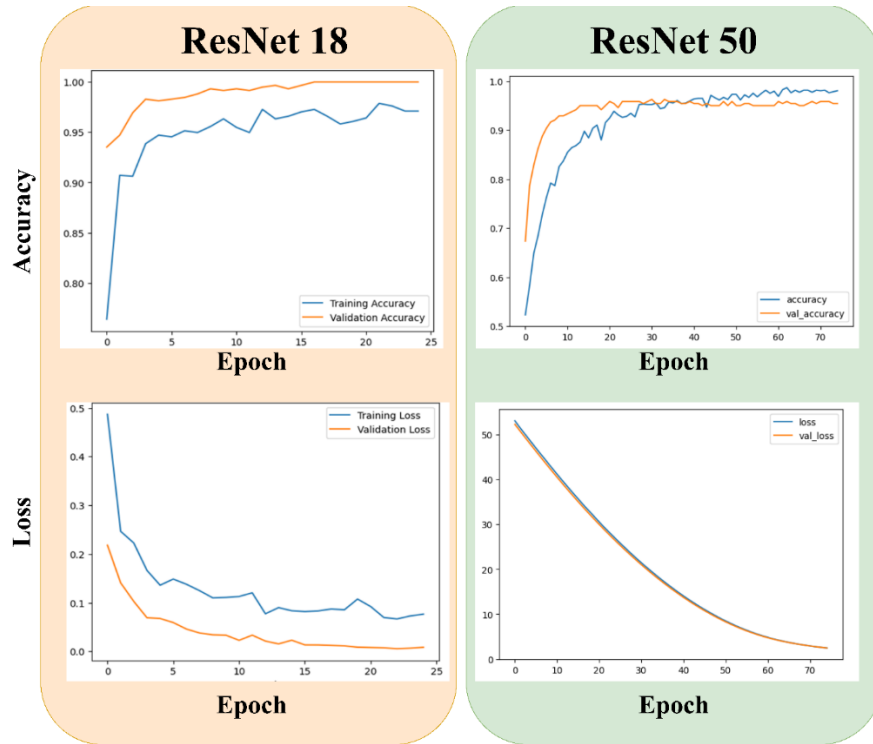 ResNet 18
ResNet 50
Accuracy
1.00
0.95
0.90
0.85
0.80
0 5 10 15 20 25
Training Accuracy
Validation Accuracy
Epoch
1.0
0.9
0.8
0.7
0.6
0.5
0 10 20 30 40 50 60 70
accuracy
val_accuracy
Epoch
Loss
0.5
0.4
0.3
0.2
0.1
0.0
0 5 10 15 20 25
Training Loss
Validation Loss
Epoch
50
40
30
20
10
0
0 10 20 30 40 50 60 70
loss
val_loss
Epoch